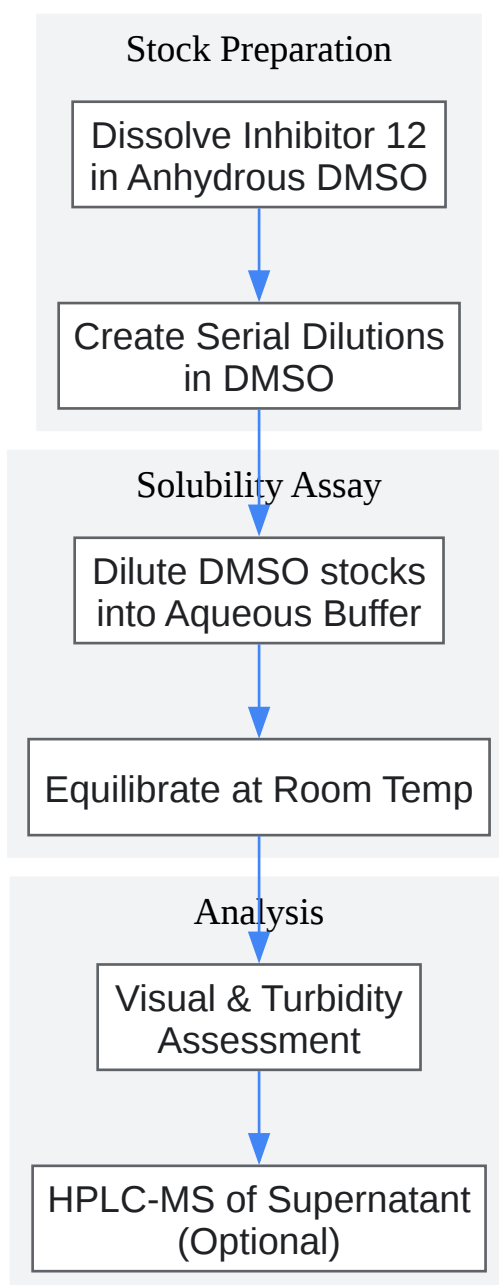 Stock Preparation
Dissolve Inhibitor 12
in Anhydrous DMSO
Create Serial Dilutions
in DMSO
Solubility Assay
Dilute DMSO stocks
into Aqueous Buffer
Equilibrate at Room Temp
Analysis
Visual & Turbidity
Assessment
HPLC-MS of Supernatant
(Optional)